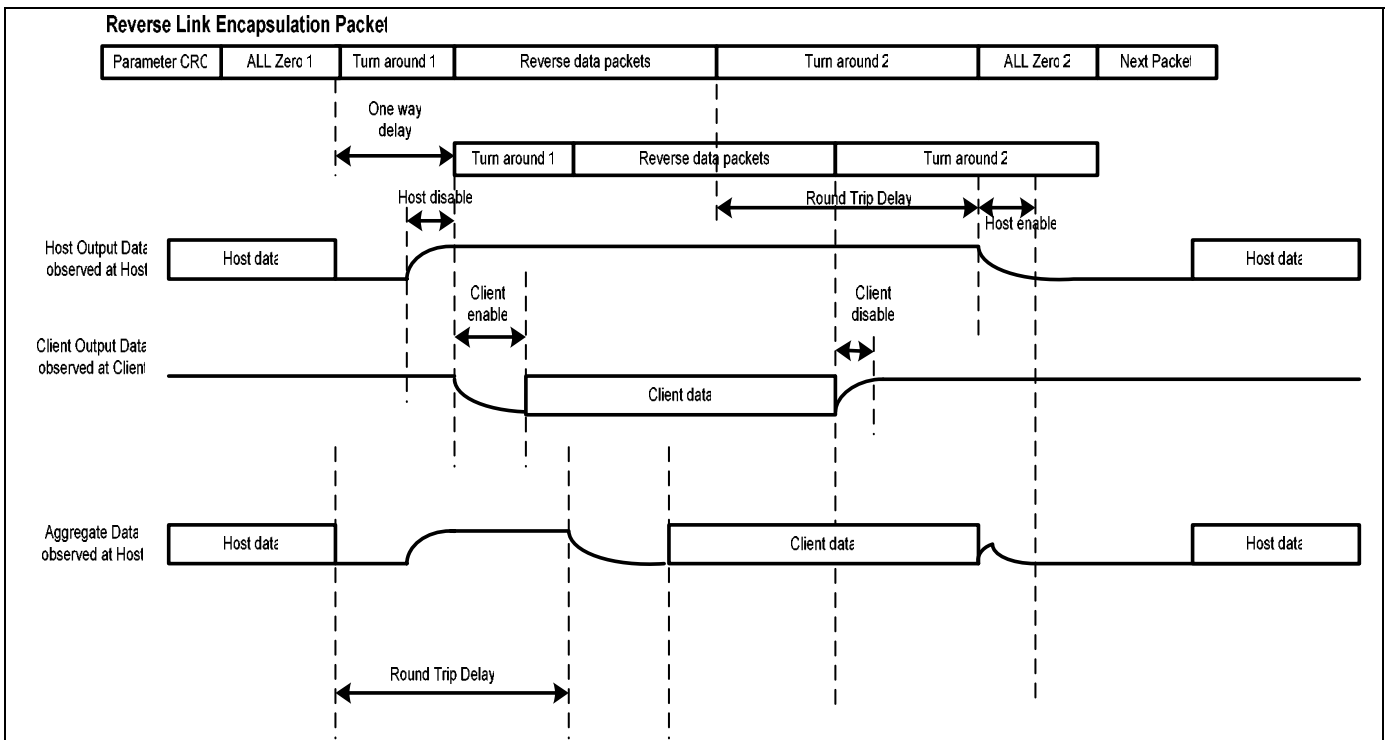 Reverse Link Encapsulation Packet
Parameter CRC ALL Zero 1 Turn around 1 Reverse data packets Turn around 2 ALL Zero 2 Next Packet
One way
delay
Turn around 1 Reverse data packets Turn around 2
Host disable
Round Trip Delay
Host enable
Host Output Data
observed at Host
Host data
Host data
Client
enable
Client
disable
Client Output Data
observed at Client
Client data
Aggregate Data
observed at Host
Host data
Client data
Host data
Round Trip Delay